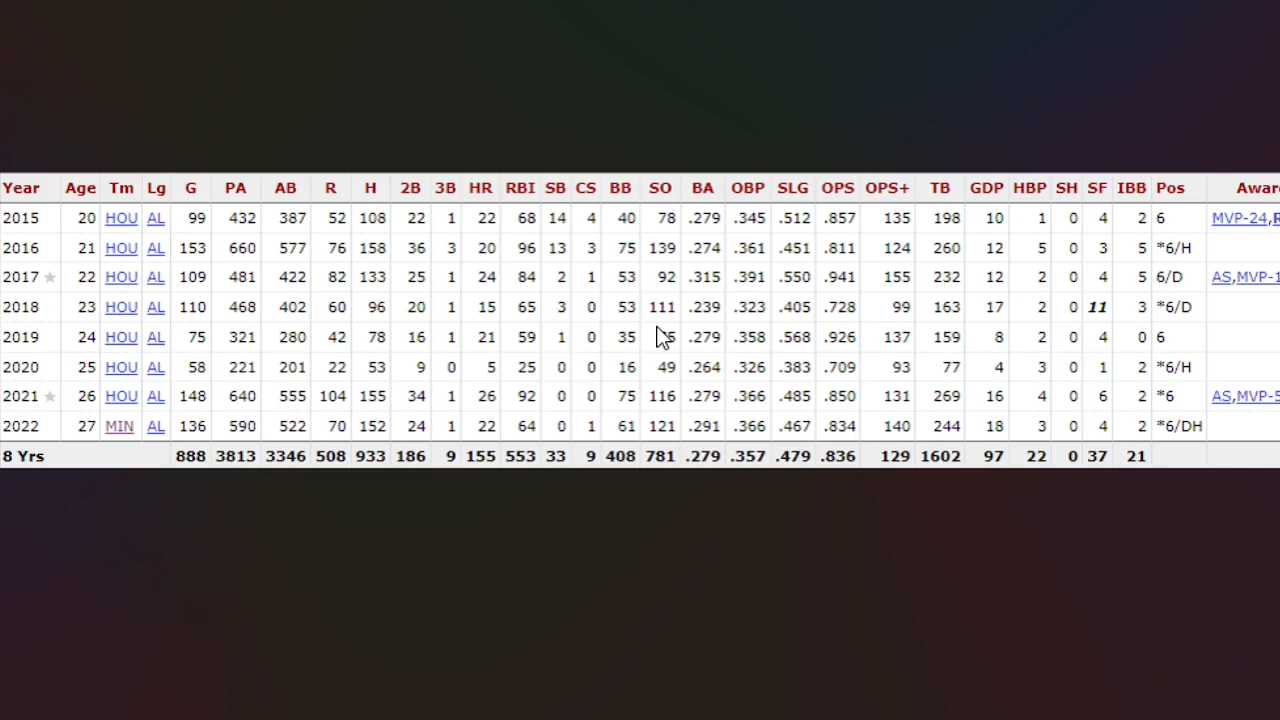 Year Age Tm Lg G PA AB R H 2B 3B HR RBI SB CS BB SO BA OBP SLG OPS OPS+ TB GDP HBP SH SF IBB Pos Awar
2015 20 HOU AL 99 432 387 52 108 22 1 22 68 14 4 40 78 .279 .345 .512 .857 135 198 10 1 0 4 2 6 MVP-24,R
2016 21 HOU AL 153 660 577 76 158 36 3 20 96 13 3 75 139 .274 .361 .451 .811 124 260 12 5 0 3 5 *6/H
2017 ★ 22 HOU AL 109 481 422 82 133 25 1 24 84 2 1 53 92 .315 .391 .550 .941 155 232 12 2 0 4 5 6/D AS,MVP-1
2018 23 HOU AL 110 468 402 60 96 20 1 15 65 3 0 53 111 .239 .323 .405 .728 99 163 17 2 0 11 3 *6/D
2019 24 HOU AL 75 321 280 42 78 16 1 21 59 1 0 35 .279 .358 .568 .926 137 159 8 2 0 4 0 6
2020 25 HOU AL 58 221 201 22 53 9 0 5 25 0 0 16 49 .264 .326 .383 .709 93 77 4 3 0 1 2 *6/H
2021 ★ 26 HOU AL 148 640 555 104 155 34 1 26 92 0 0 75 116 .279 .366 .485 .850 131 269 16 4 0 6 2 *6 AS,MVP-5
2022 27 MIN AL 136 590 522 70 152 24 1 22 64 0 1 61 121 .291 .366 .467 .834 140 244 18 3 0 4 2 *6/DH
8 Yrs 888 3813 3346 508 933 186 9 155 553 33 9 408 781 .279 .357 .479 .836 129 1602 97 22 0 37 21